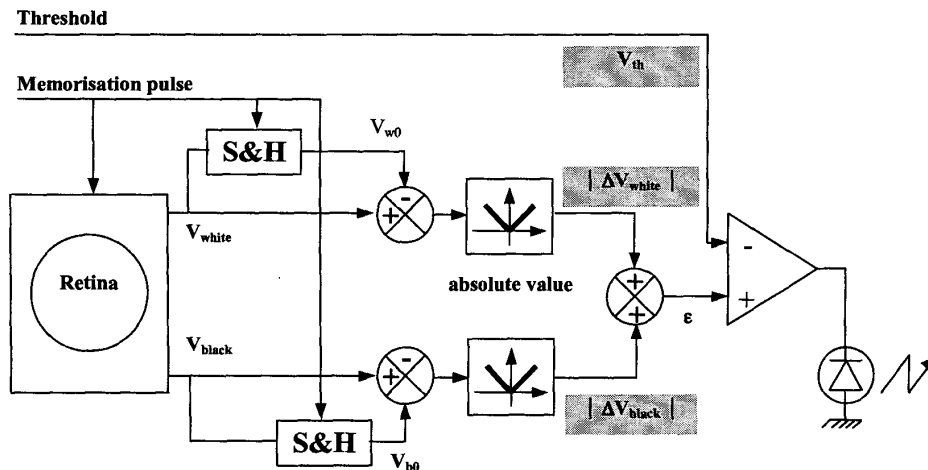 Threshold
V_th
Memorisation pulse
S&H
V_w0
| ΔV_white |
- +
V_white
Retina
absolute value
-
+
+
+
ε
V_black
-
+
| ΔV_black |
S&H
V_b0